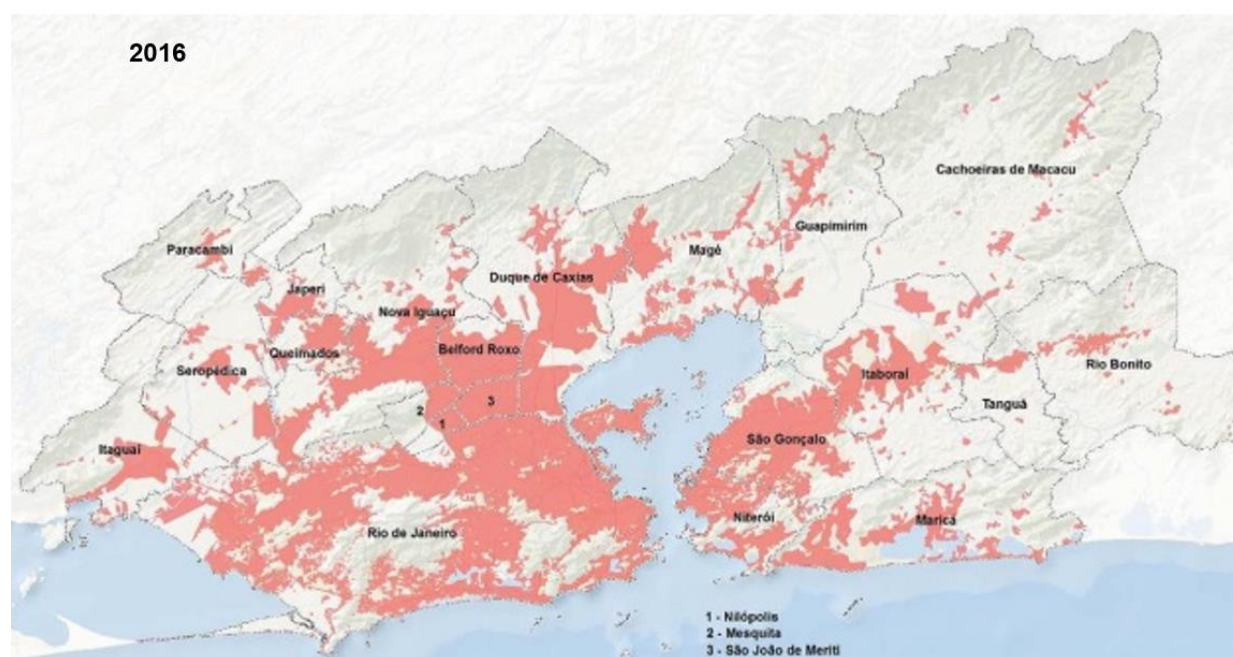 2016
Cachoeiras de Macacu
Guapimirim
Paracambi
Magé
Duque de Caxias
Japeri
Nova Iguaçu
Belford Roxo
Queimados
Rio Bonito
Seropédica
Itaboraí
3
Tanguá
2
1
São Gonçalo
Itaguaí
Niterói
Maricá
Rio de Janeiro
1 - Nilópolis
2 - Mesquita
3 - São João de Meriti